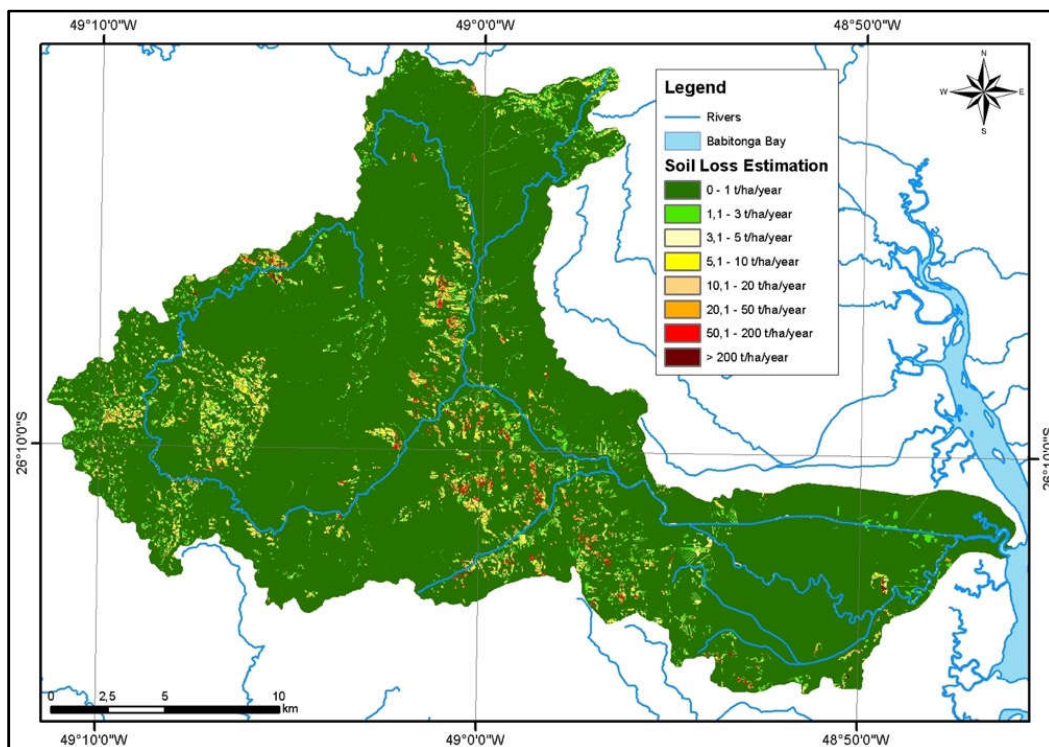 49°10'0"W 49°0'0"W 48°50'0"W
N
W E
S
Legend
Rivers
Babitonga Bay
Soil Loss Estimation
0 - 1 t/ha/year
1,1 - 3 t/ha/year
3,1 - 5 t/ha/year
5,1 - 10 t/ha/year
10,1 - 20 t/ha/year
20,1 - 50 t/ha/year
50,1 - 200 t/ha/year
> 200 t/ha/year
26°10'0"S
26°10'0"S
0 2,5 5 10
km
49°10'0"W 49°0'0"W 48°50'0"W